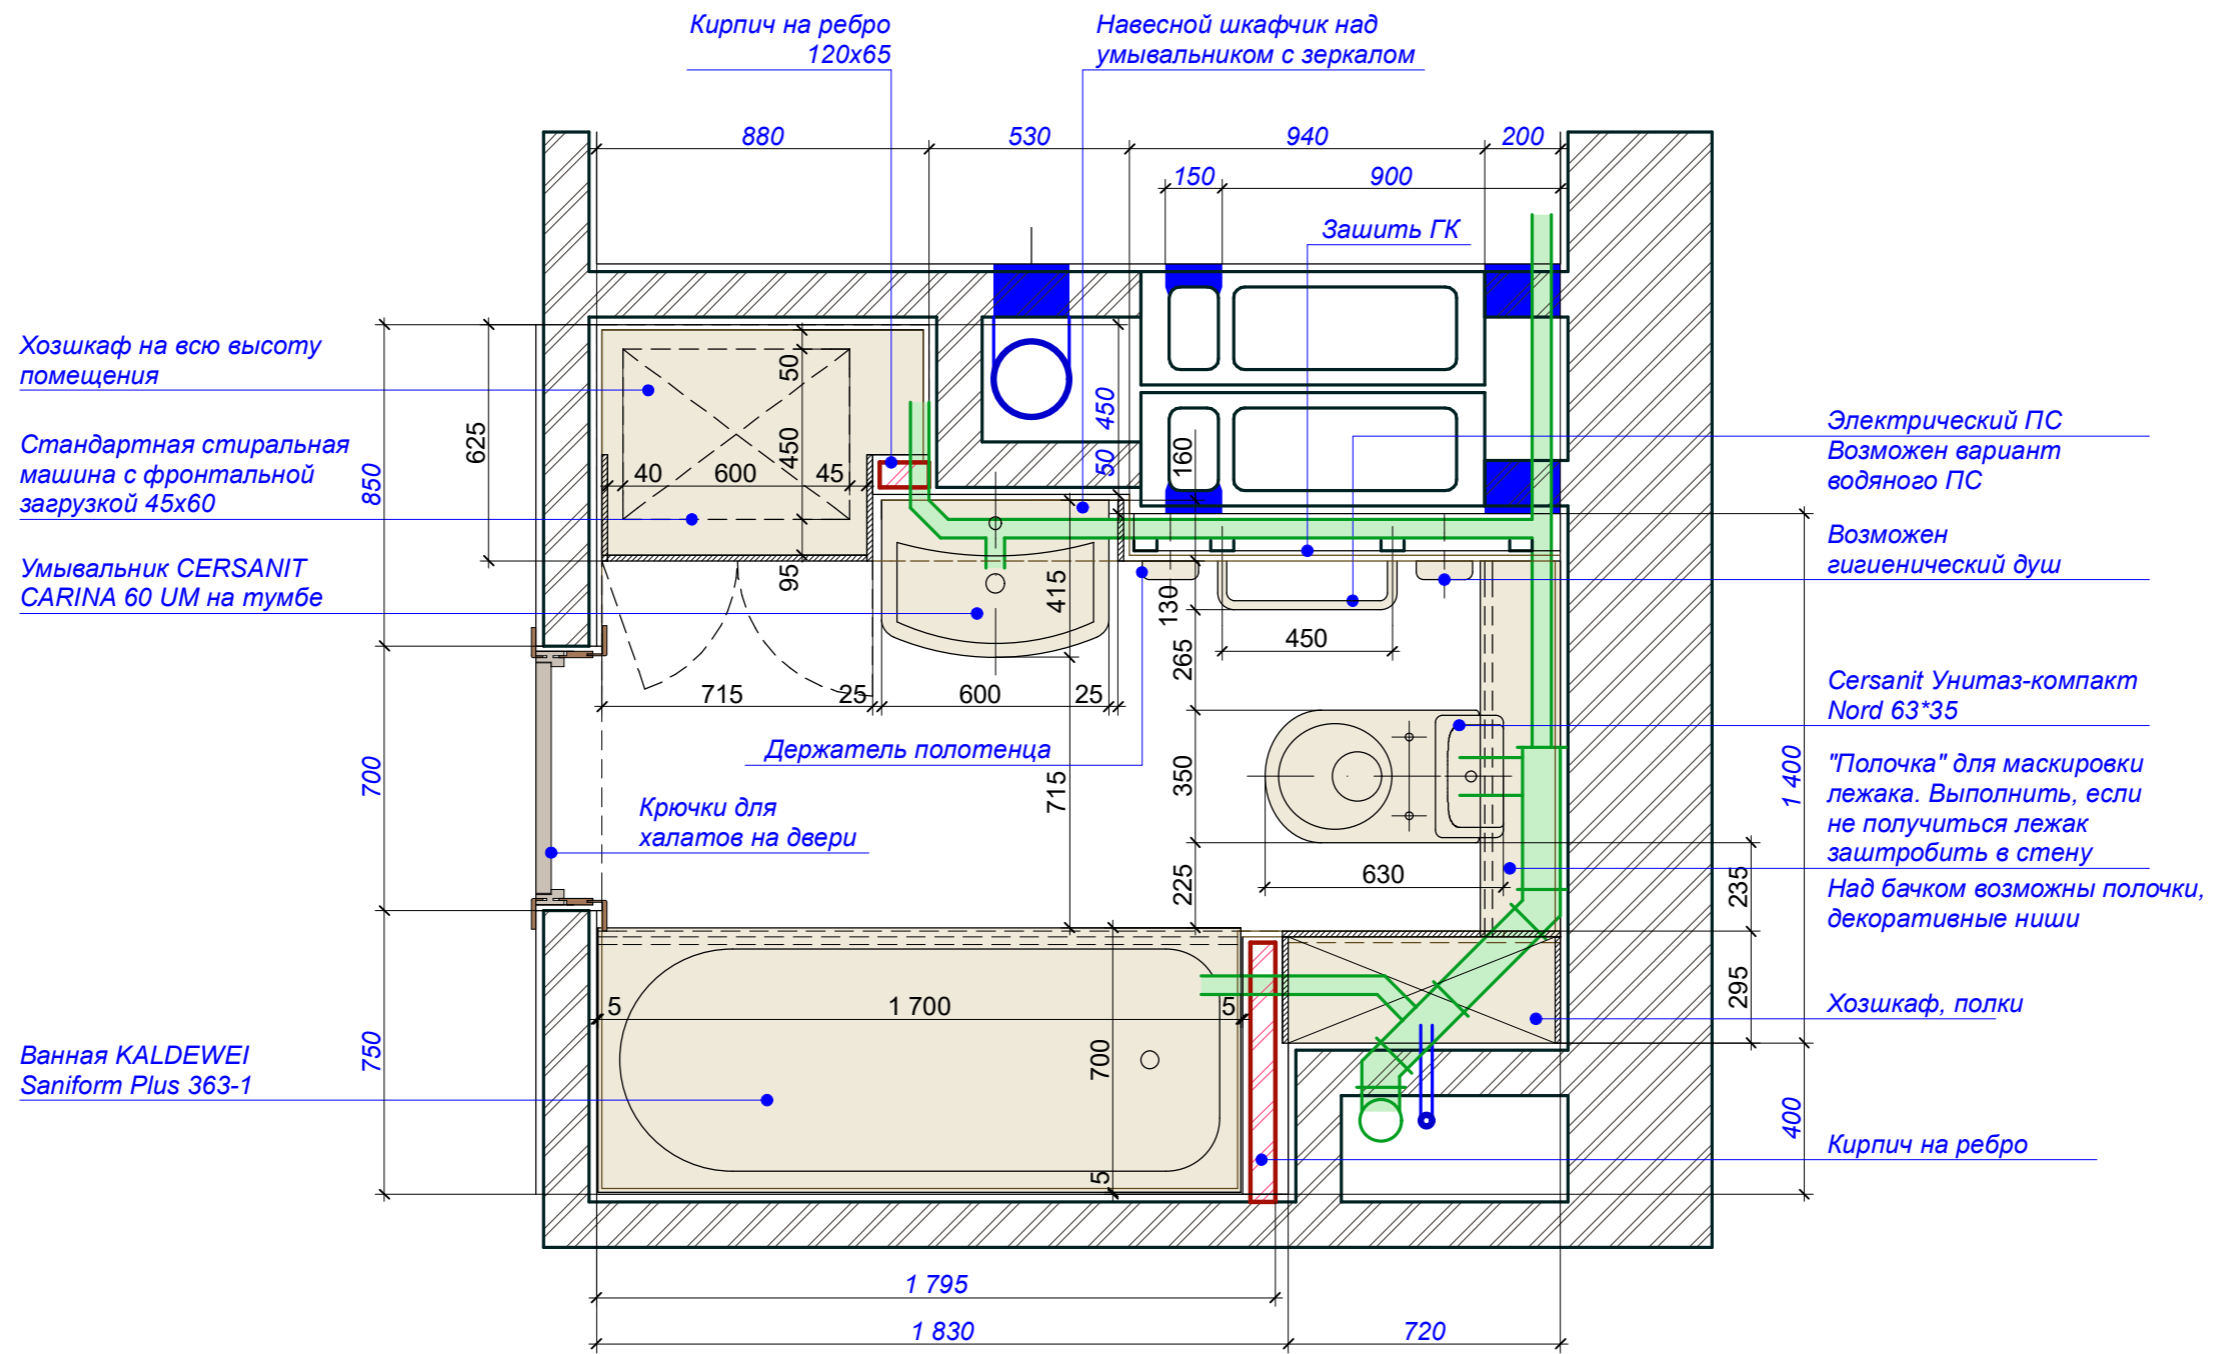 Кирпич на ребро
120x65
Навесной шкафчик над
умывальником с зеркалом
880
530
940
200
150
900
Зашить ГК
Хозшкаф на всю высоту
помещения
Стандартная стиральная
машина с фронтальной
загрузкой 45x60
Умывальник CERSANIT
CARINA 60 UM на тумбе
850
625
50
450
40
600
45
95
450
50
160
415
130
450
265
715
25
600
25
Электрический ПС
Возможен вариант
водяного ПС
Возможен
гигиенический душ
Cersanit Унитаз-компакт
Nord 63*35
"Полочка" для маскировки
лежака. Выполнить, если
не получиться лежак
заштробить в стену
Над бачком возможны полочки,
декоративные ниши
Держатель полотенца
700
Крючки для
халатов на двери
715
350
1 400
630
225
235
295
Хозшкаф, полки
5
1 700
5
700
750
Ванная KALDEWEI
Saniform Plus 363-1
5
400
Кирпич на ребро
1 795
1 830
720